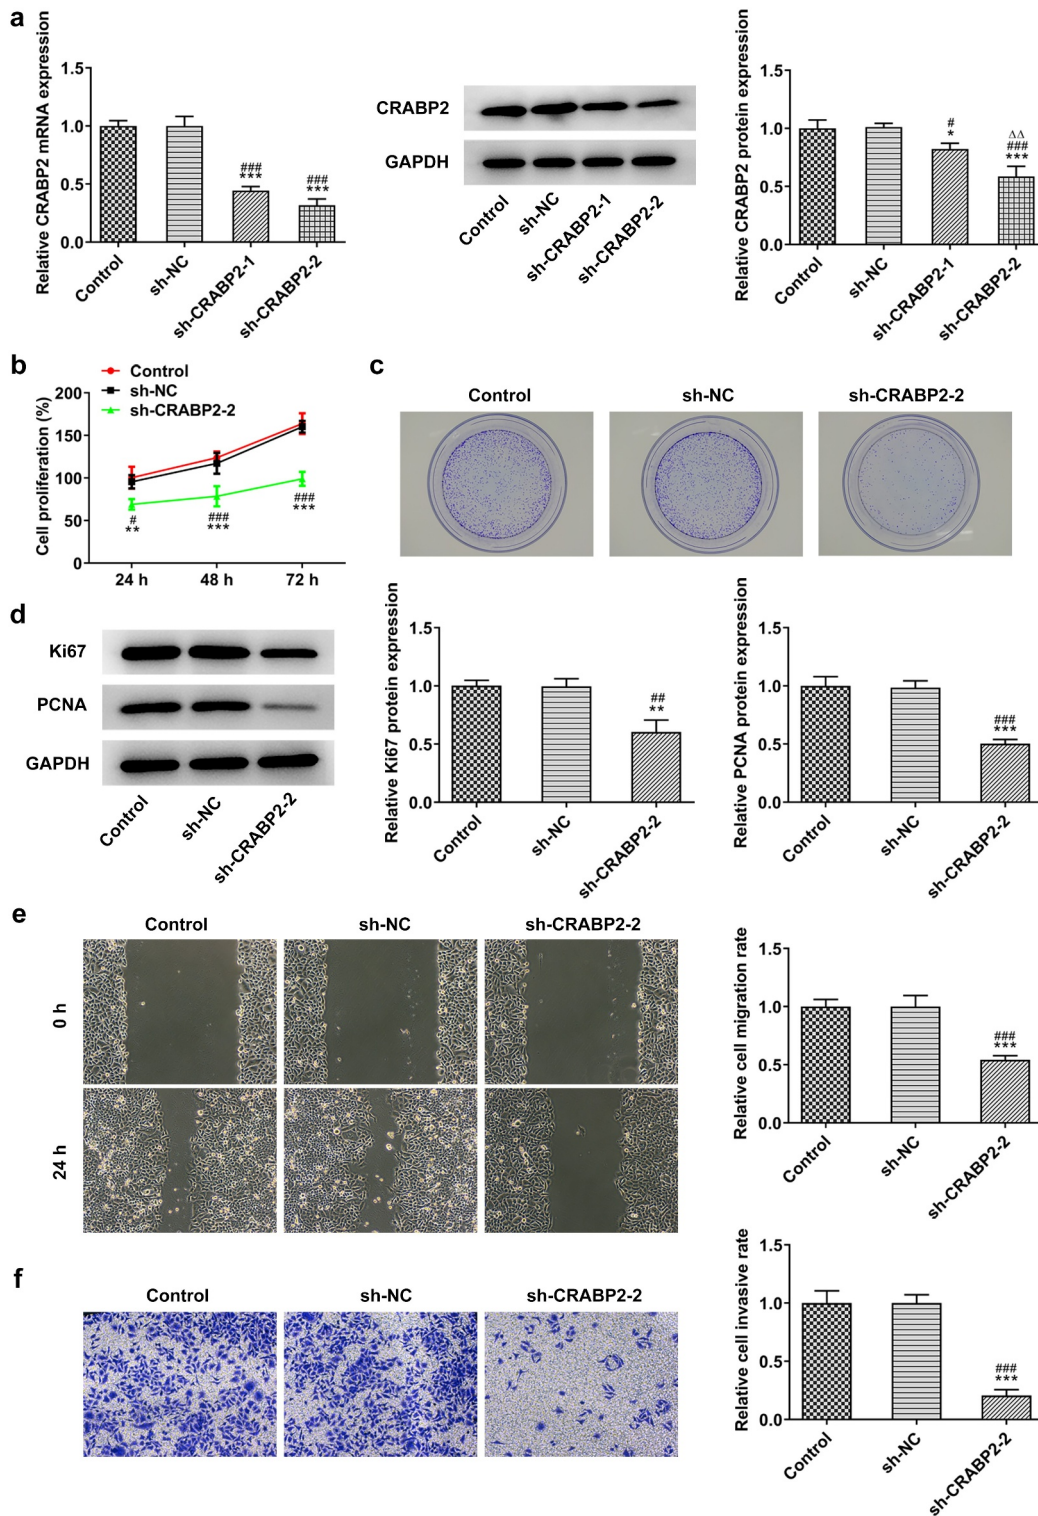 a
Relative CRABP2 mRNA expression
1.5
1.0
0.5
0.0
###
***
###
***
Control
sh-NC
sh-CRABP2-1
sh-CRABP2-2
CRABP2
GAPDH
Control
sh-NC
sh-CRABP2-1
sh-CRABP2-2
Relative CRABP2 protein expression
1.5
1.0
0.5
0.0
#
*
ΔΔ
###
***
Control
sh-NC
sh-CRABP2-1
sh-CRABP2-2
b
Control
sh-NC
sh-CRABP2-2
Cell proliferation (%)
200
150
100
50
0
#
**
###
***
###
***
24 h
48 h
72 h
c
Control
sh-NC
sh-CRABP2-2
d
Ki67
PCNA
GAPDH
Control
sh-NC
sh-CRABP2-2
Relative Ki67 protein expression
1.5
1.0
0.5
0.0
##
**
Control
sh-NC
sh-CRABP2-2
Relative PCNA protein expression
1.5
1.0
0.5
0.0
###
***
Control
sh-NC
sh-CRABP2-2
e
Control
sh-NC
sh-CRABP2-2
0 h
24 h
Relative cell migration rate
1.5
1.0
0.5
0.0
###
***
Control
sh-NC
sh-CRABP2-2
f
Control
sh-NC
sh-CRABP2-2
Relative cell invasive rate
1.5
1.0
0.5
0.0
###
***
Control
sh-NC
sh-CRABP2-2